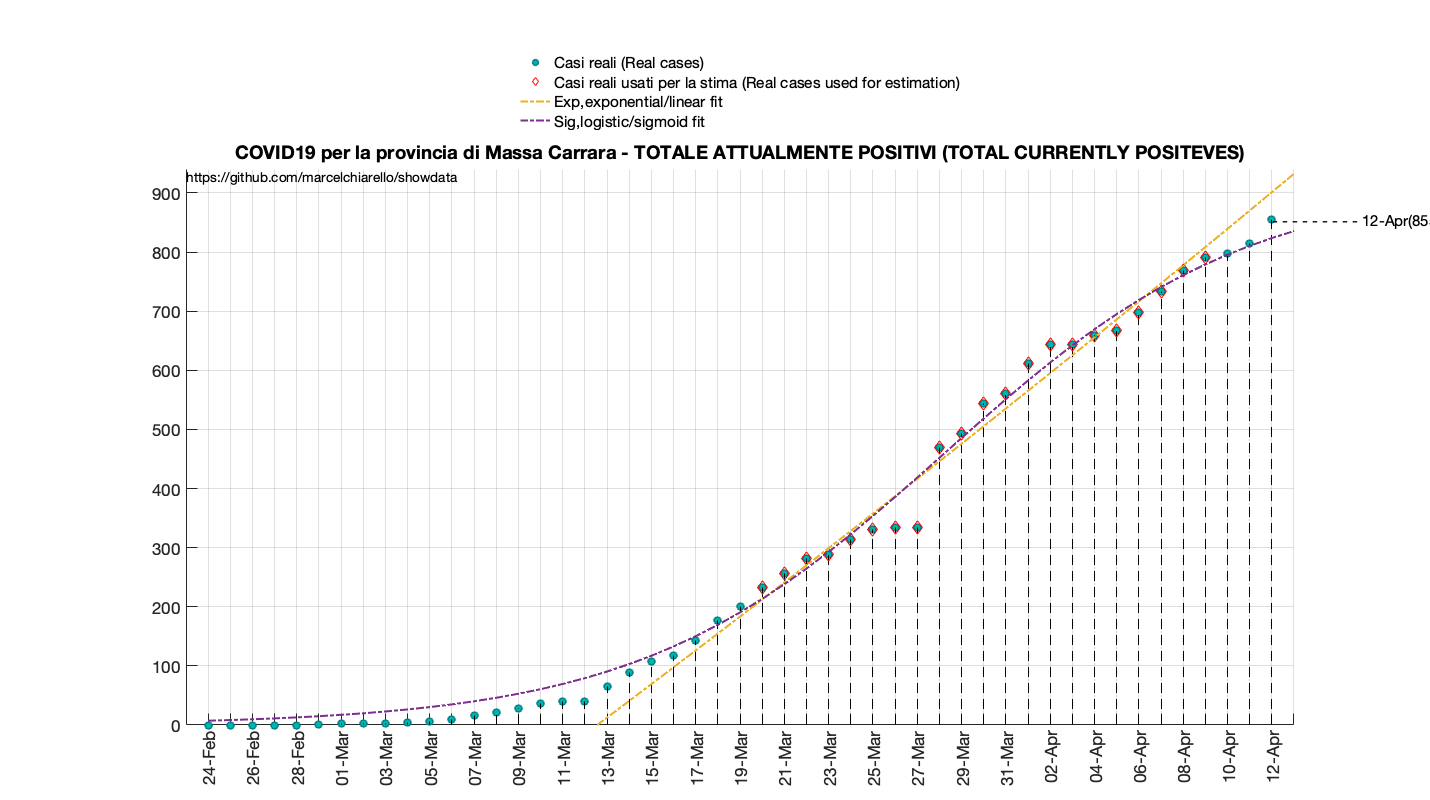 Casi reali (Real cases)
Casi reali usati per la stima (Real cases used for estimation)
Exp,exponential/linear fit
Sig,logistic/sigmoid fit
COVID19 per la provincia di Massa Carrara - TOTALE ATTUALMENTE POSITIVI (TOTAL CURRENTLY POSITEVES)
https://github.com/marcelchiarello/showdata
900
800
700
600
500
400
300
200
100
0
12-Apr(85
24-Feb
26-Feb
28-Feb
01-Mar
03-Mar
05-Mar
07-Mar
09-Mar
11-Mar
13-Mar
15-Mar
17-Mar
19-Mar
21-Mar
23-Mar
25-Mar
27-Mar
29-Mar
31-Mar
02-Apr
04-Apr
06-Apr
08-Apr
10-Apr
12-Apr